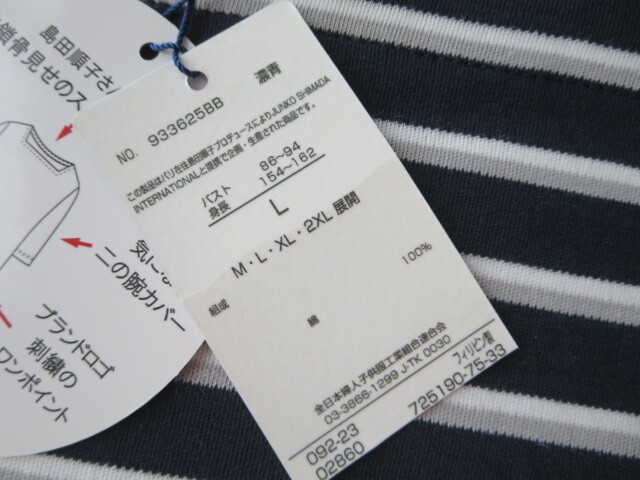 島田順子さ
鎖骨見せのス
気にな
二の腕カバー
ブランドロゴ
刺繍の
ワンポイント
NO. 933625BB 濃青
この製品はパリ在住島田順子プロデュースによりJUNKO SHIMADA
INTERNATIONALと提携で企画・生産された商品です。
バスト 86~94
身長 154~162
L
M・L・XL・2XL 展開
組成 綿 100%
全日本婦人子供服工業組合連合会
03-3866-1299 J-TK 0030
フィリピン製
092-23 725190-75-33
02860